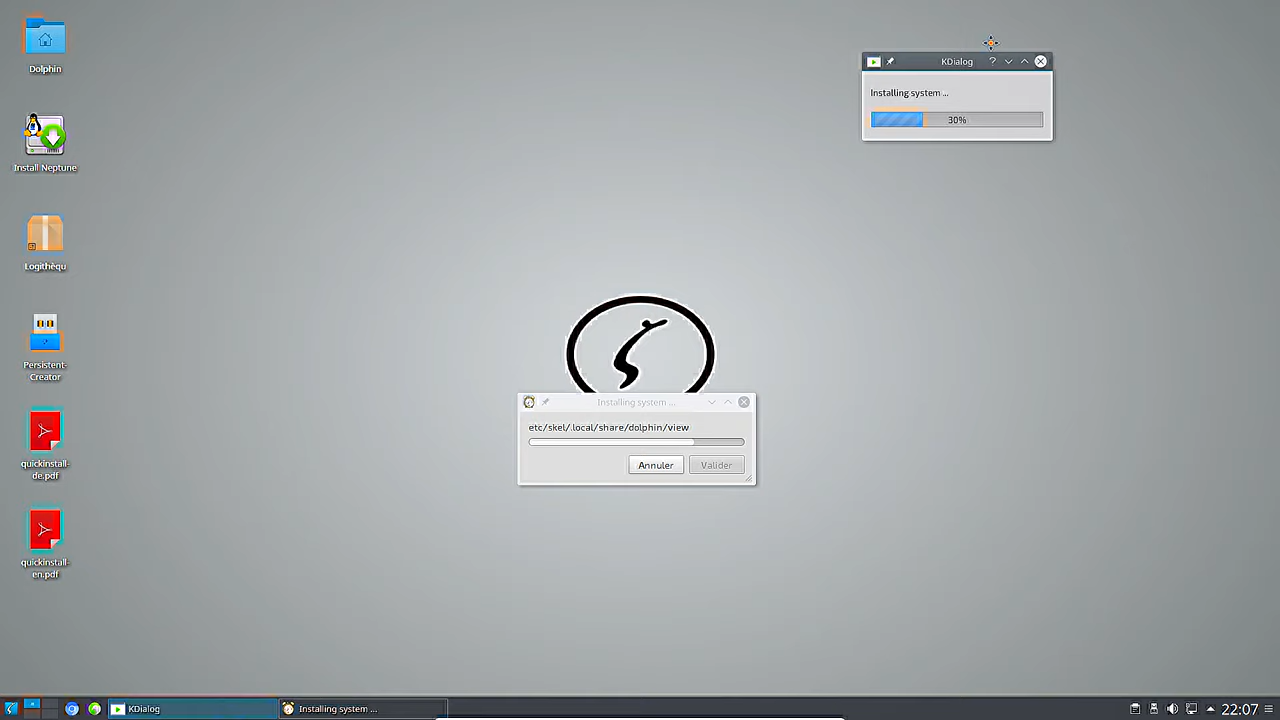 Dolphin
Install Neptune
Logithèqu
Persistent-
Creator
quickinstall-
de.pdf
quickinstall-
en.pdf
KDialog
Installing system ...
30%
Installing system ...
etc/skel/.local/share/dolphin/view
Annuler
Valider
KDialog
Installing system ...
22:07